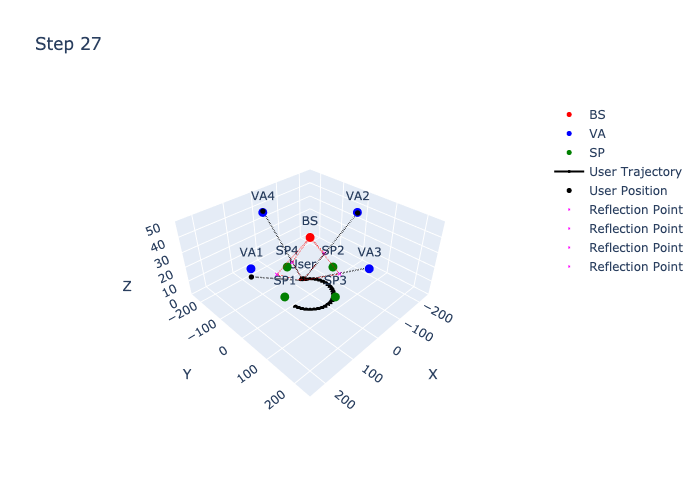 Step 27
BS
VA
SP
User Trajectory
User Position
Reflection Point
Reflection Point
Reflection Point
Reflection Point
VA4
VA2
BS
VA1
SP4
SP2
VA3
User
SP1
SP3
50
40
30
20
10
0
Z
−200
−100
0
100
200
Y
−200
−100
0
100
200
X